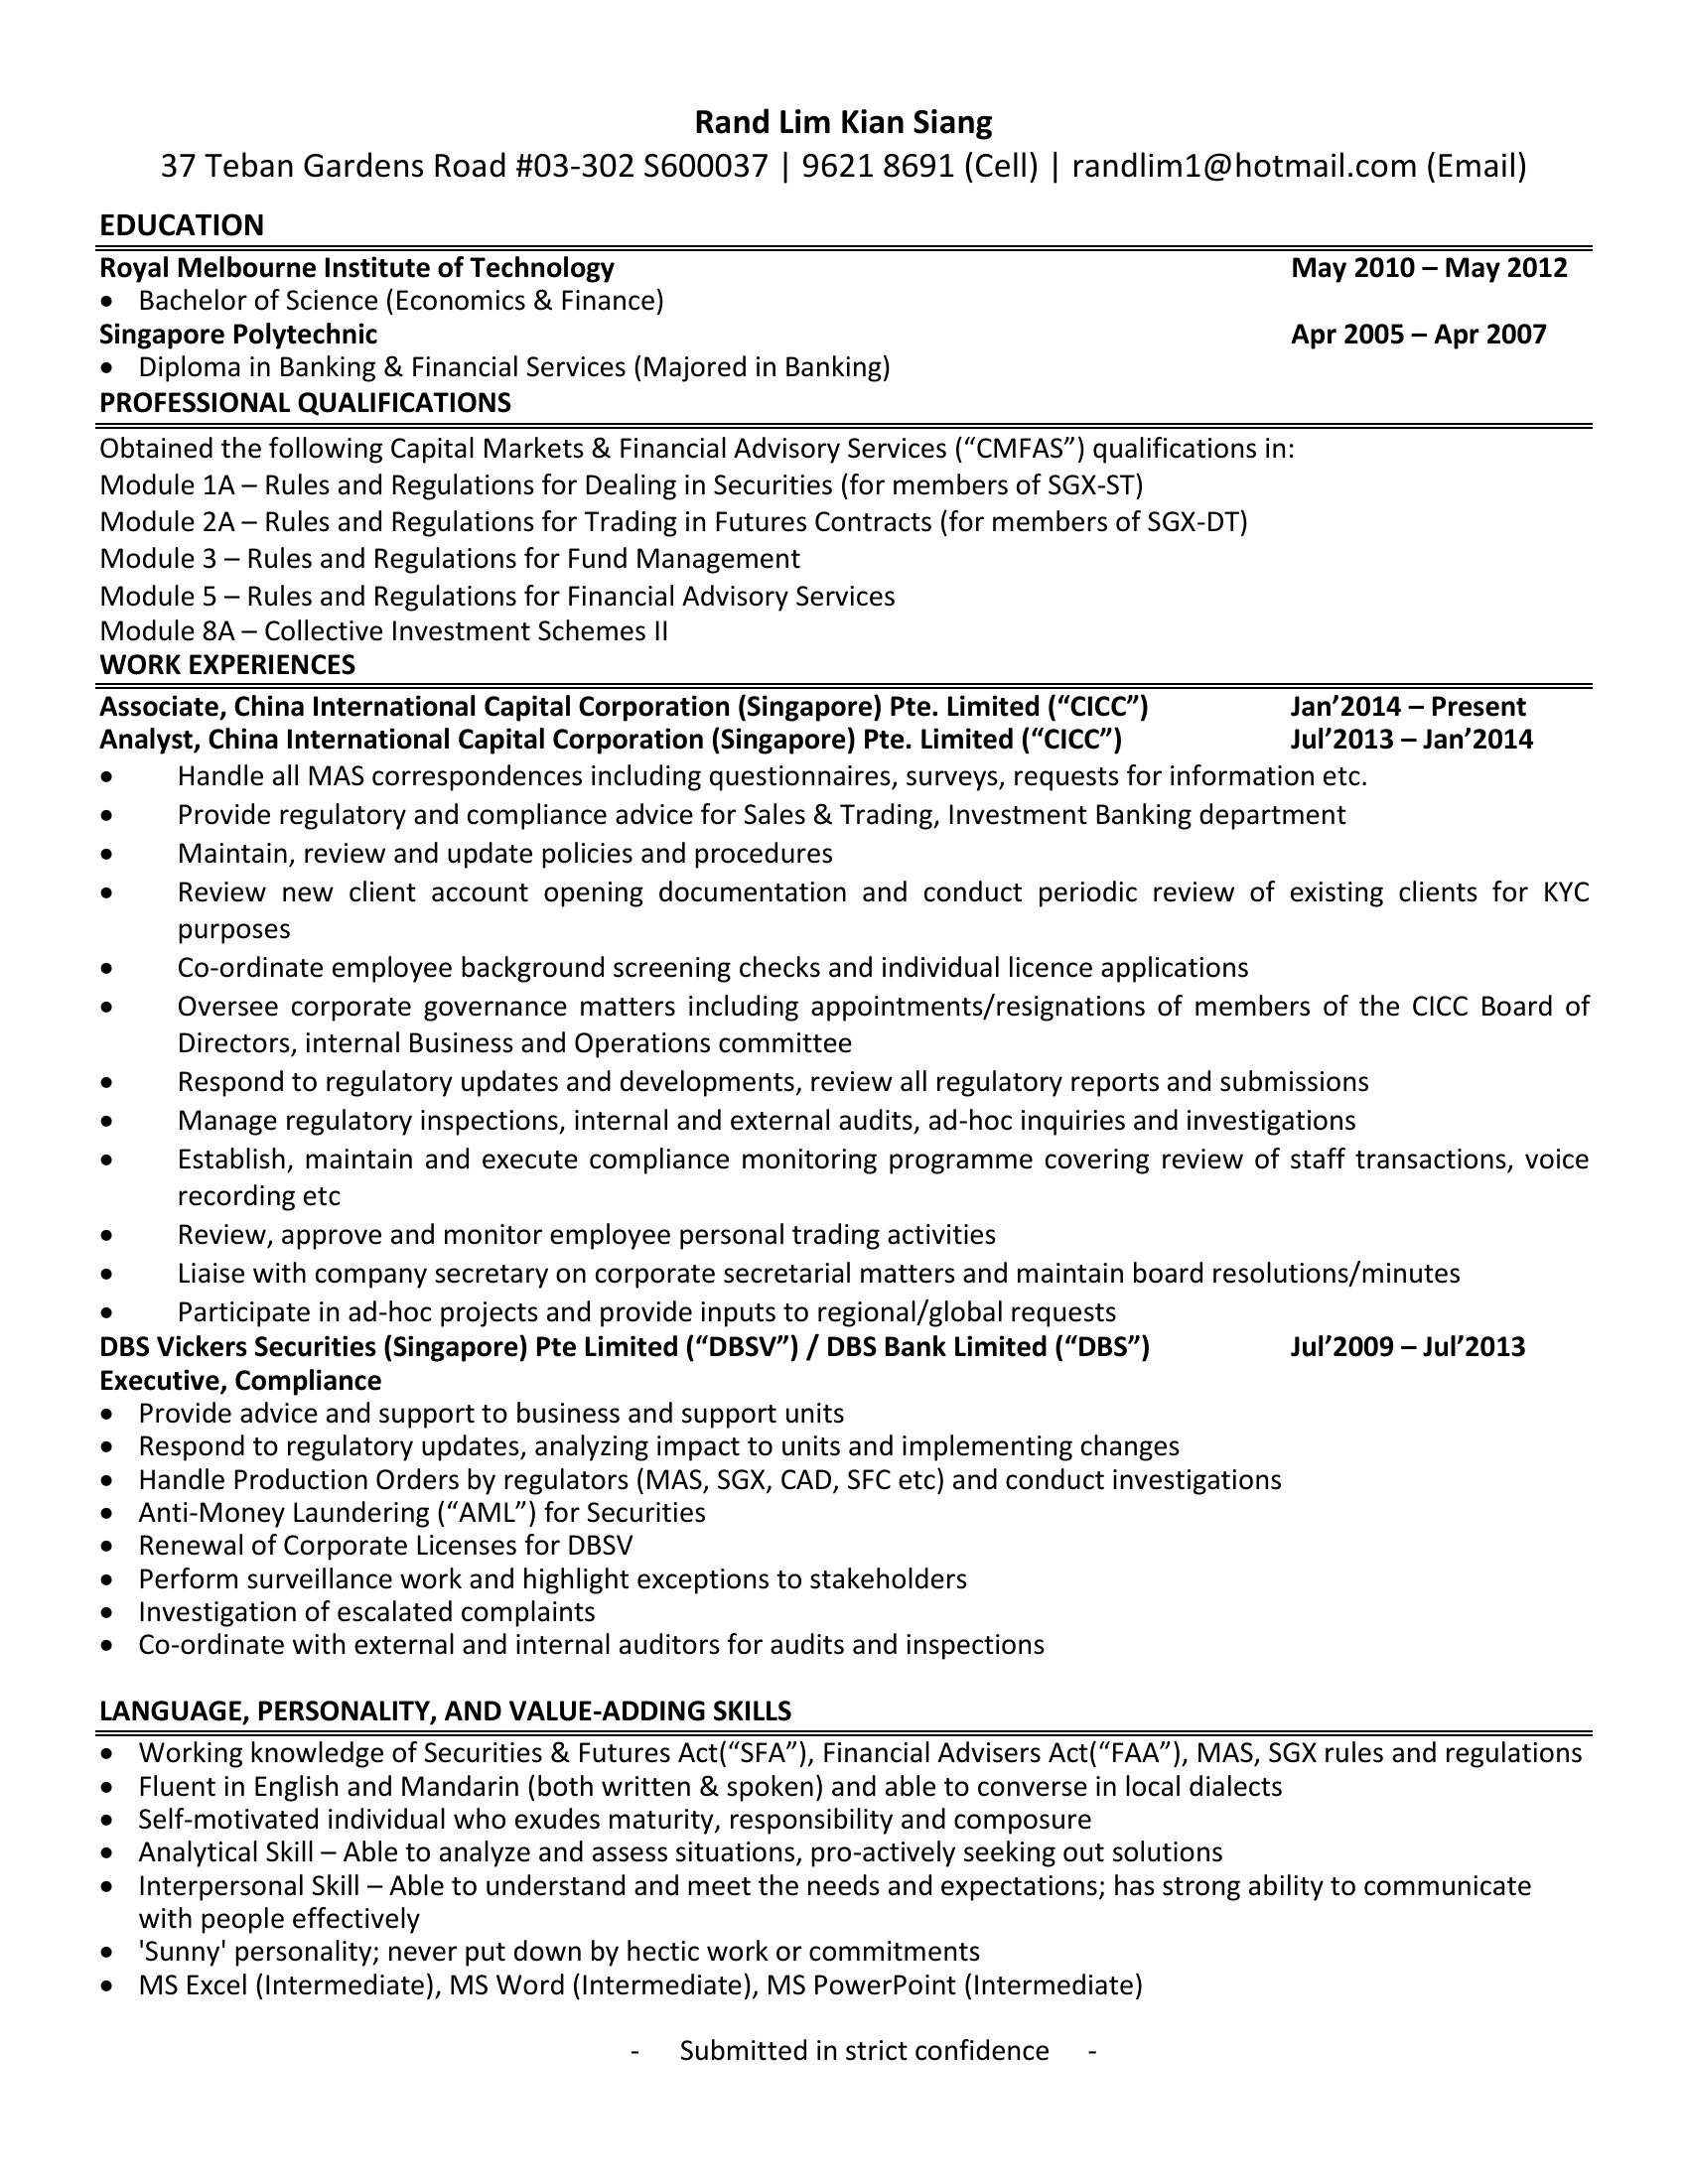 Rand Lim Kian Siang
37 Teban Gardens Road #03-302 S600037 | 9621 8691 (Cell) | randlim1@hotmail.com (Email)
EDUCATION
Royal Melbourne Institute of Technology May 2010 – May 2012
• Bachelor of Science (Economics & Finance)
Singapore Polytechnic Apr 2005 – Apr 2007
• Diploma in Banking & Financial Services (Majored in Banking)
PROFESSIONAL QUALIFICATIONS
Obtained the following Capital Markets & Financial Advisory Services (“CMFAS”) qualifications in:
Module 1A – Rules and Regulations for Dealing in Securities (for members of SGX-ST)
Module 2A – Rules and Regulations for Trading in Futures Contracts (for members of SGX-DT)
Module 3 – Rules and Regulations for Fund Management
Module 5 – Rules and Regulations for Financial Advisory Services
Module 8A – Collective Investment Schemes II
WORK EXPERIENCES
Associate, China International Capital Corporation (Singapore) Pte. Limited (“CICC”) Jan’2014 – Present
Analyst, China International Capital Corporation (Singapore) Pte. Limited (“CICC”) Jul’2013 – Jan’2014
• Handle all MAS correspondences including questionnaires, surveys, requests for information etc.
• Provide regulatory and compliance advice for Sales & Trading, Investment Banking department
• Maintain, review and update policies and procedures
• Review new client account opening documentation and conduct periodic review of existing clients for KYC
purposes
• Co-ordinate employee background screening checks and individual licence applications
• Oversee corporate governance matters including appointments/resignations of members of the CICC Board of
Directors, internal Business and Operations committee
• Respond to regulatory updates and developments, review all regulatory reports and submissions
• Manage regulatory inspections, internal and external audits, ad-hoc inquiries and investigations
• Establish, maintain and execute compliance monitoring programme covering review of staff transactions, voice
recording etc
• Review, approve and monitor employee personal trading activities
• Liaise with company secretary on corporate secretarial matters and maintain board resolutions/minutes
• Participate in ad-hoc projects and provide inputs to regional/global requests
DBS Vickers Securities (Singapore) Pte Limited (“DBSV”) / DBS Bank Limited (“DBS”) Jul’2009 – Jul’2013
Executive, Compliance
• Provide advice and support to business and support units
• Respond to regulatory updates, analyzing impact to units and implementing changes
• Handle Production Orders by regulators (MAS, SGX, CAD, SFC etc) and conduct investigations
• Anti-Money Laundering (“AML”) for Securities
• Renewal of Corporate Licenses for DBSV
• Perform surveillance work and highlight exceptions to stakeholders
• Investigation of escalated complaints
• Co-ordinate with external and internal auditors for audits and inspections
LANGUAGE, PERSONALITY, AND VALUE-ADDING SKILLS
• Working knowledge of Securities & Futures Act(“SFA”), Financial Advisers Act(“FAA”), MAS, SGX rules and regulations
• Fluent in English and Mandarin (both written & spoken) and able to converse in local dialects
• Self-motivated individual who exudes maturity, responsibility and composure
• Analytical Skill – Able to analyze and assess situations, pro-actively seeking out solutions
• Interpersonal Skill – Able to understand and meet the needs and expectations; has strong ability to communicate
with people effectively
• 'Sunny' personality; never put down by hectic work or commitments
• MS Excel (Intermediate), MS Word (Intermediate), MS PowerPoint (Intermediate)
- Submitted in strict confidence -